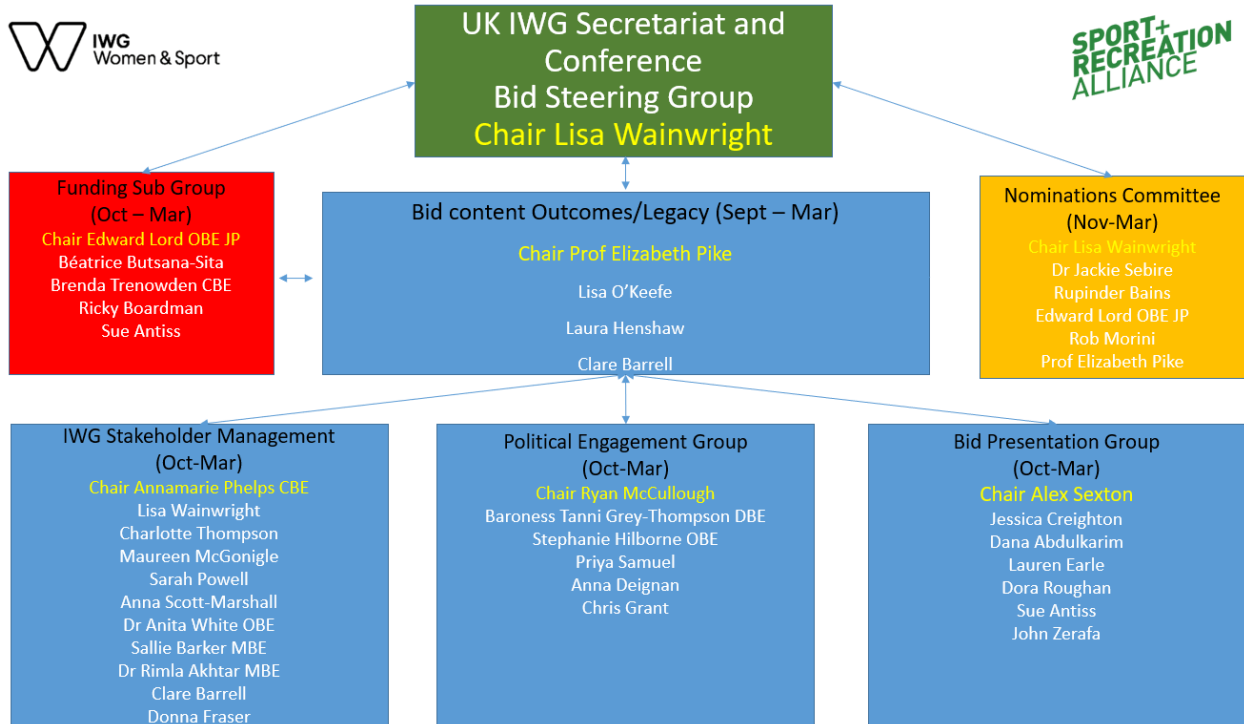 IWG
Women & Sport
UK IWG Secretariat and
Conference
Bid Steering Group
Chair Lisa Wainwright
SPORT+
RECREATION
ALLIANCE
Funding Sub Group
(Oct – Mar)
Chair Edward Lord OBE JP
Béatrice Butsana-Sita
Brenda Trenowden CBE
Ricky Boardman
Sue Antiss
Bid content Outcomes/Legacy (Sept – Mar)
Chair Prof Elizabeth Pike
Lisa O’Keefe
Laura Henshaw
Clare Barrell
Nominations Committee
(Nov-Mar)
Chair Lisa Wainwright
Dr Jackie Sebire
Rupinder Bains
Edward Lord OBE JP
Rob Morini
Prof Elizabeth Pike
IWG Stakeholder Management
(Oct-Mar)
Chair Annamarie Phelps CBE
Lisa Wainwright
Charlotte Thompson
Maureen McGonigle
Sarah Powell
Anna Scott-Marshall
Dr Anita White OBE
Sallie Barker MBE
Dr Rimla Akhtar MBE
Clare Barrell
Donna Fraser
Political Engagement Group
(Oct-Mar)
Chair Ryan McCullough
Baroness Tanni Grey-Thompson DBE
Stephanie Hilborne OBE
Priya Samuel
Anna Deignan
Chris Grant
Bid Presentation Group
(Oct-Mar)
Chair Alex Sexton
Jessica Creighton
Dana Abdulkarim
Lauren Earle
Dora Roughan
Sue Antiss
John Zerafa